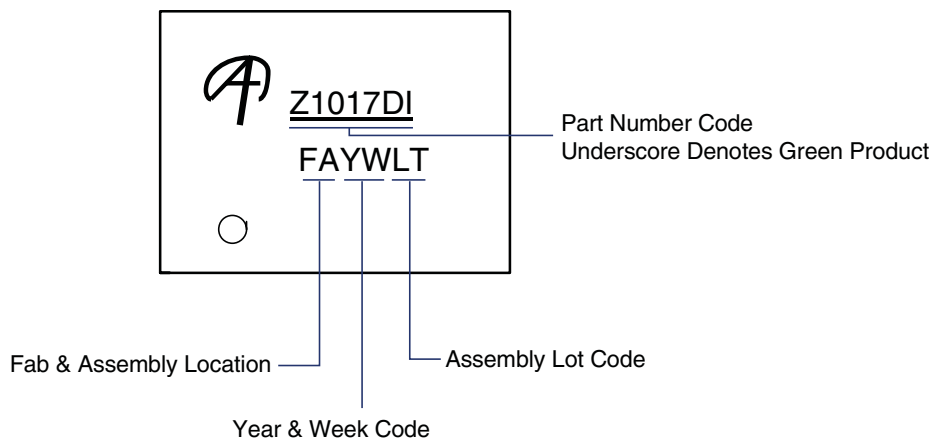 Z1017DI
FAYWLT
Part Number Code
Underscore Denotes Green Product
Fab & Assembly Location
Assembly Lot Code
Year & Week Code